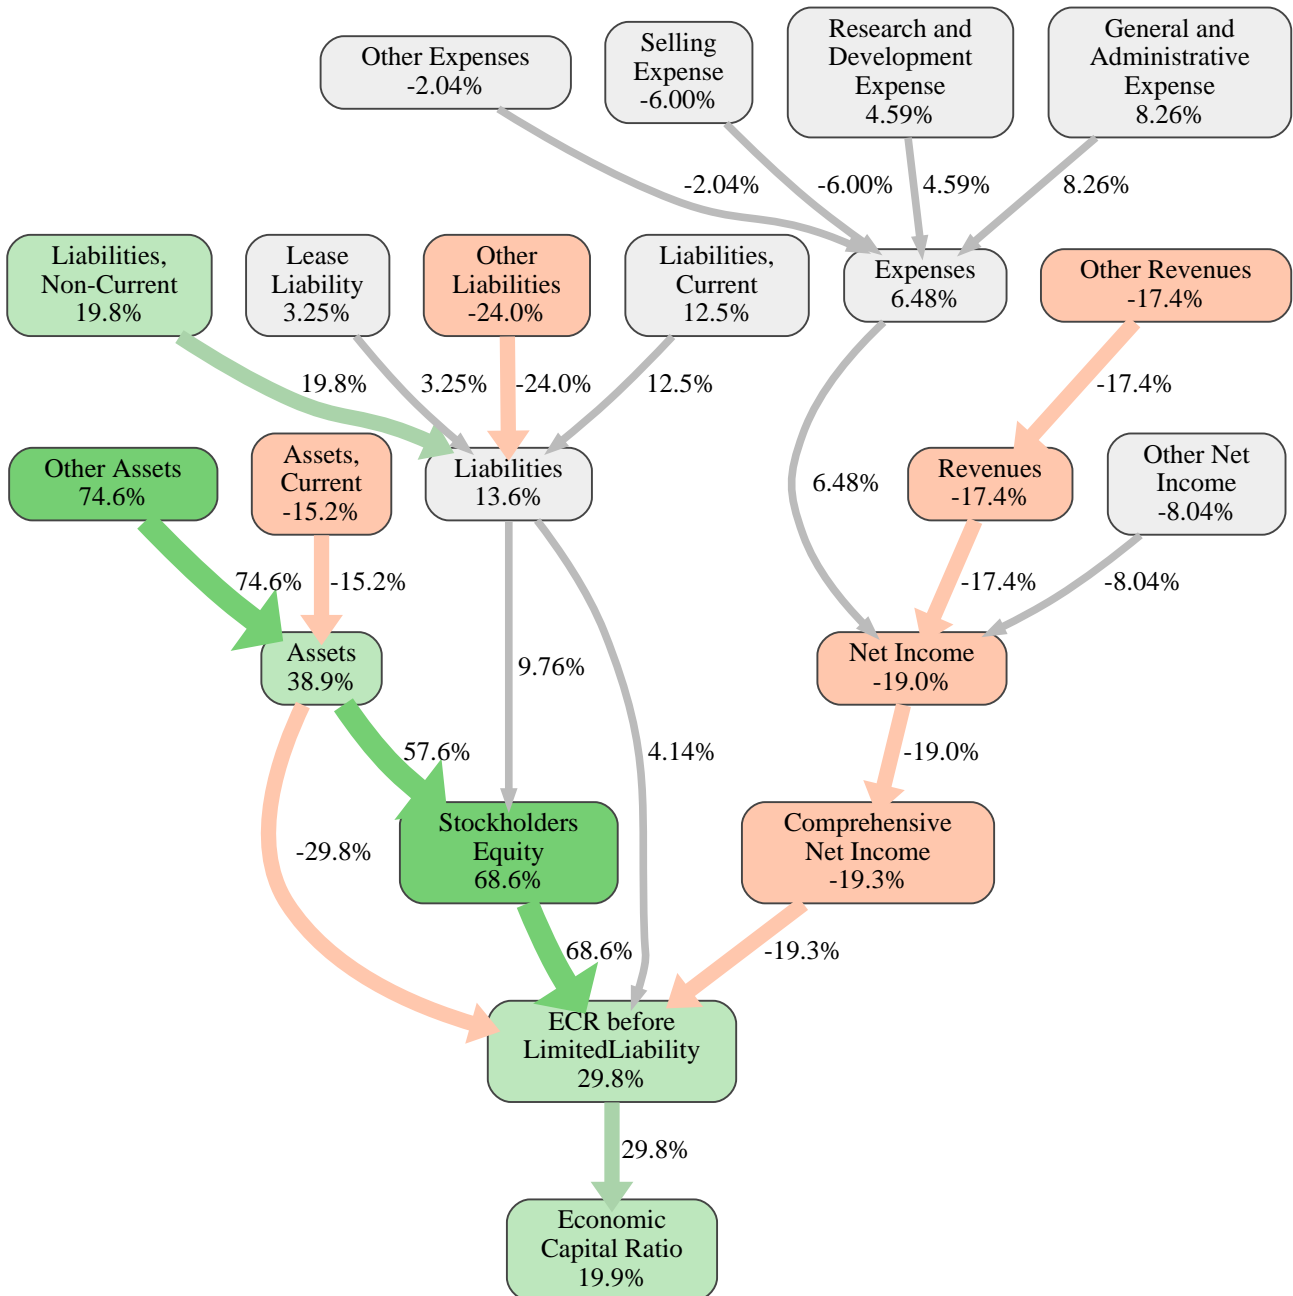 Other Expenses
-2.04%
Selling
Expense
-6.00%
Research and
Development
Expense
4.59%
General and
Administrative
Expense
8.26%
-2.04%
-6.00%
4.59%
8.26%
Liabilities,
Non-Current
19.8%
Lease
Liability
3.25%
Other
Liabilities
-24.0%
Liabilities,
Current
12.5%
Expenses
6.48%
Other Revenues
-17.4%
19.8%
3.25%
-24.0%
12.5%
-17.4%
Other Assets
74.6%
Assets,
Current
-15.2%
Liabilities
13.6%
6.48%
Revenues
-17.4%
Other Net
Income
-8.04%
74.6%
-15.2%
-17.4%
-8.04%
Assets
38.9%
9.76%
Net Income
-19.0%
57.6%
4.14%
-19.0%
-29.8%
Stockholders
Equity
68.6%
Comprehensive
Net Income
-19.3%
68.6%
-19.3%
ECR before
LimitedLiability
29.8%
29.8%
Economic
Capital Ratio
19.9%